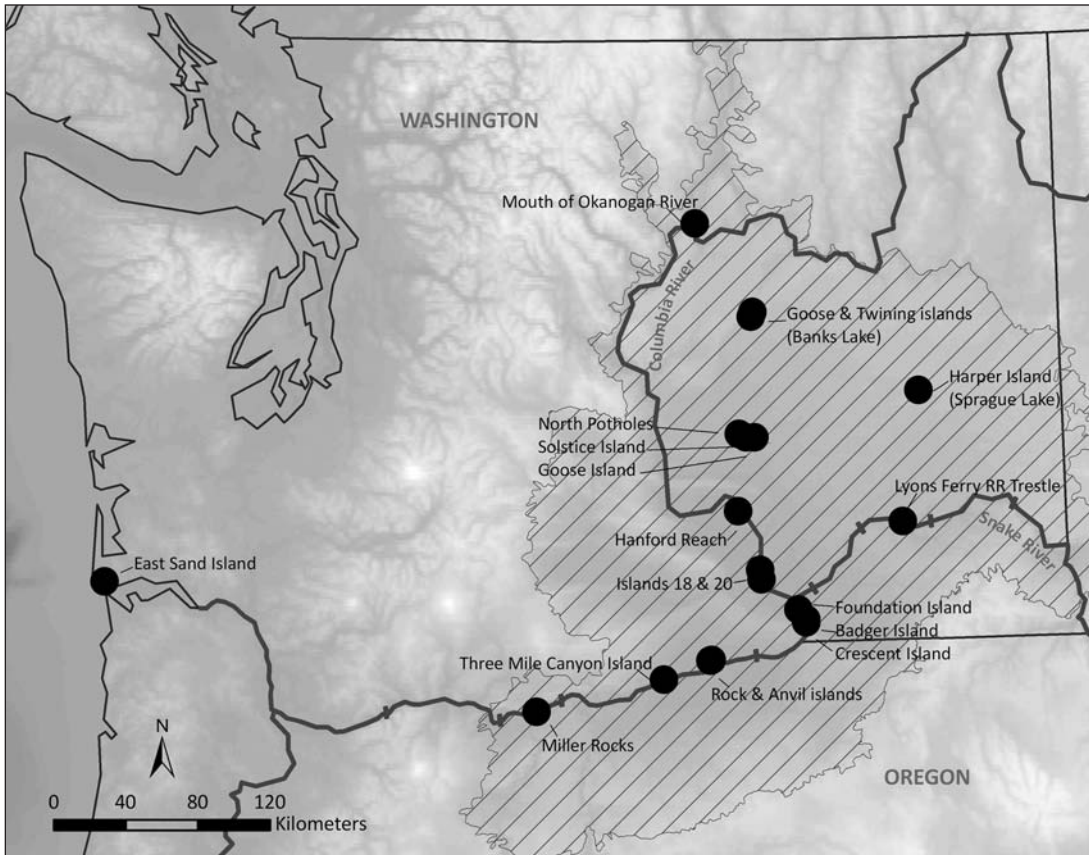 WASHINGTON
Mouth of Okanogan River
Columbia River
Goose & Twining islands
(Banks Lake)
Harper Island
(Sprague Lake)
North Potholes
Solstice Island
Goose Island
Lyons Ferry RR Trestle
Hanford Reach
Snake River
East Sand Island
Islands 18 & 20
Foundation Island
Badger Island
Crescent Island
Three Mile Canyon Island
Rock & Anvil islands
Miller Rocks
N
OREGON
0 40 80 120
Kilometers